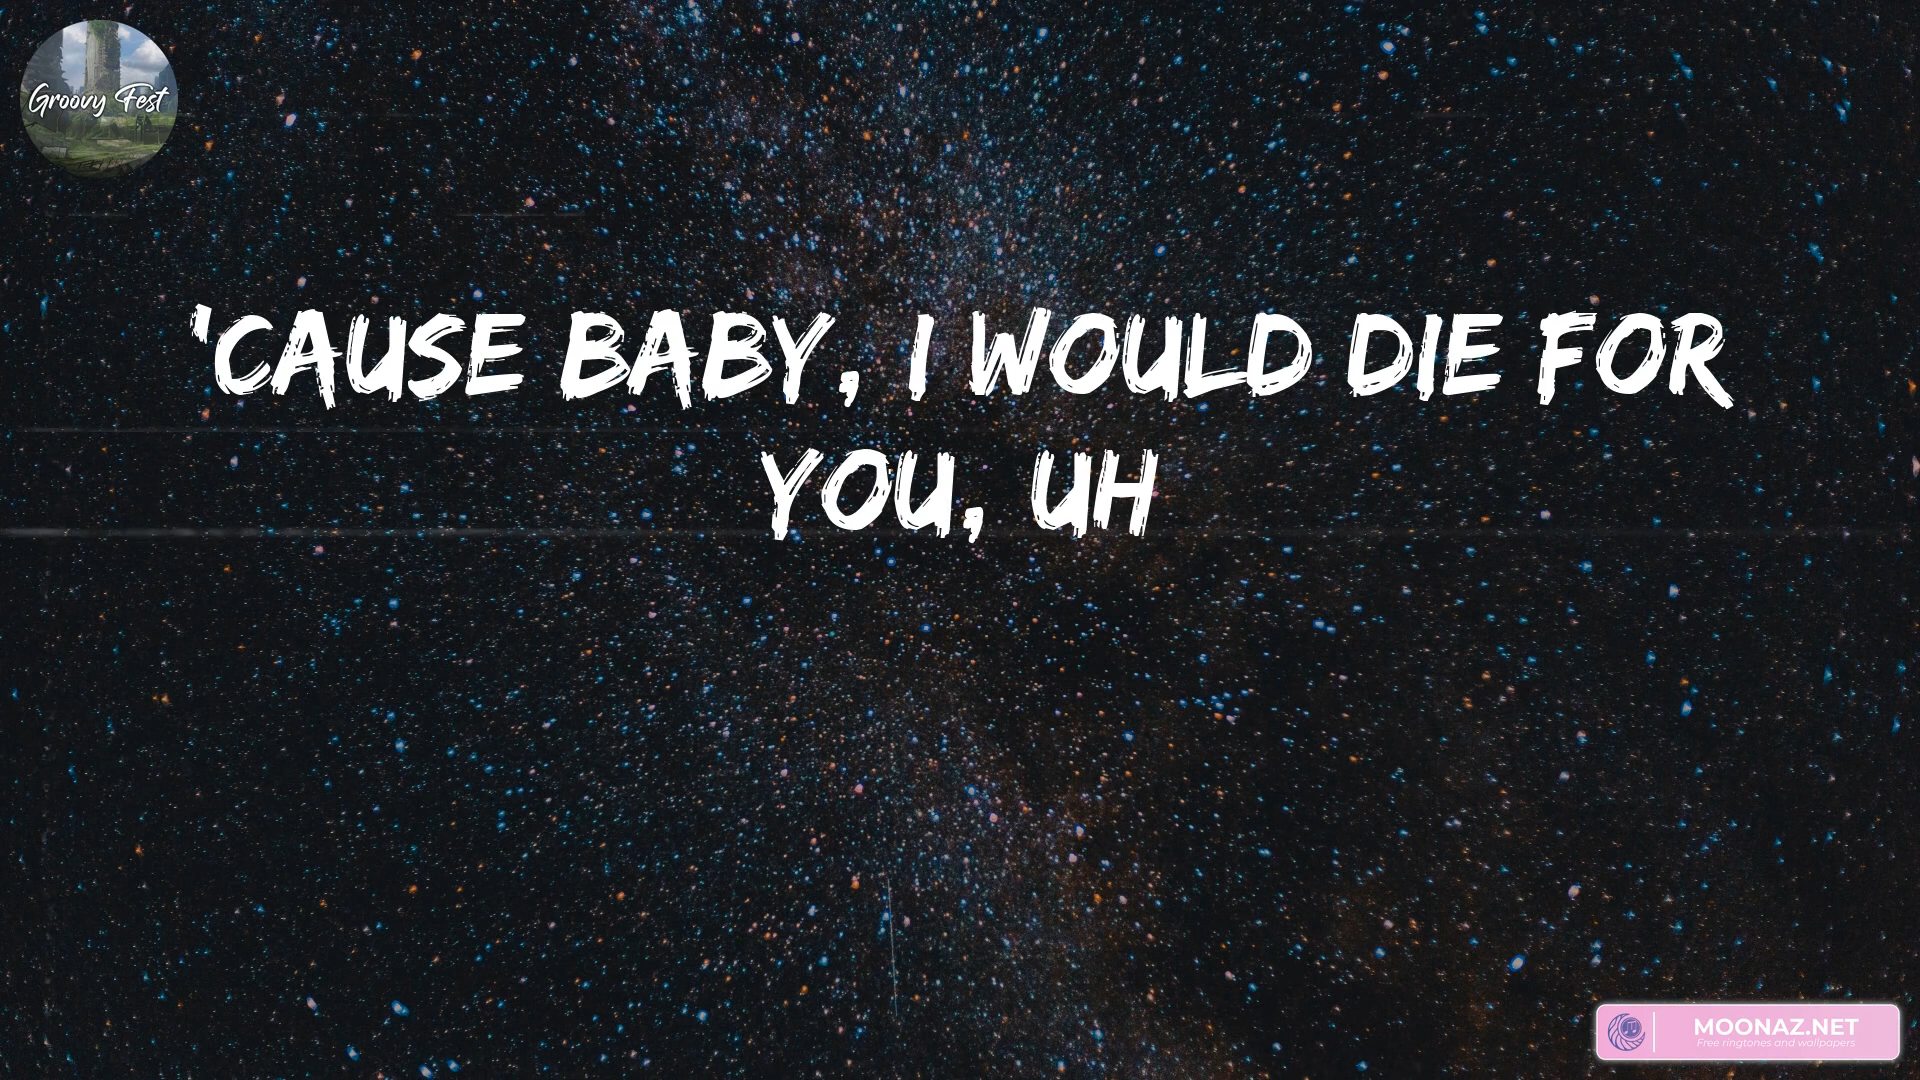 Groovy Fest
'CAUSE BABY, I WOULD DIE FOR
YOU, UH
MOONAZ.NET
Free ringtones and wallpapers